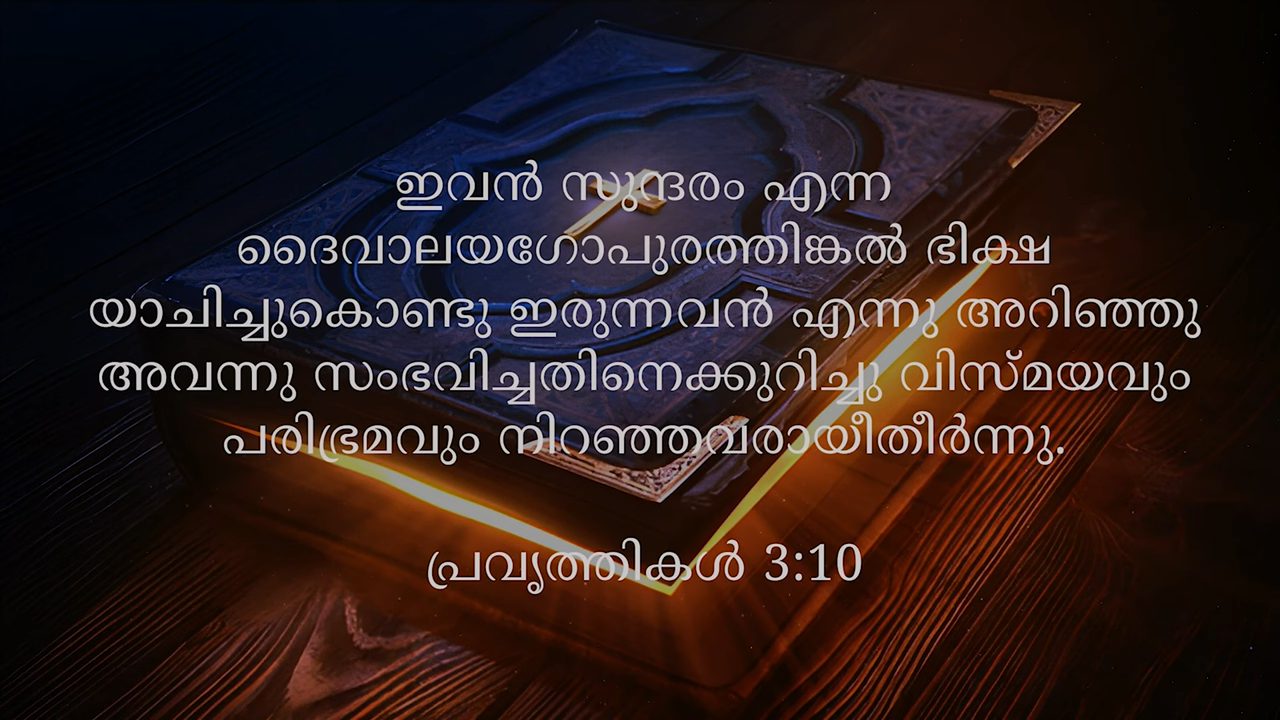 ഇവൻ സുന്ദരം എന്ന
ദൈവാലയഗോപുരത്തിങ്കൽ ഭിക്ഷ
യാചിച്ചുകൊണ്ടു ഇരുന്നവൻ എന്നു അറിഞ്ഞു
അവന്നു സംഭവിച്ചതിനെക്കുറിച്ചു വിസ്മയവും
പരിഭ്രമവും നിറഞ്ഞവരായീതീർന്നു.
പ്രവൃത്തികൾ 3:10